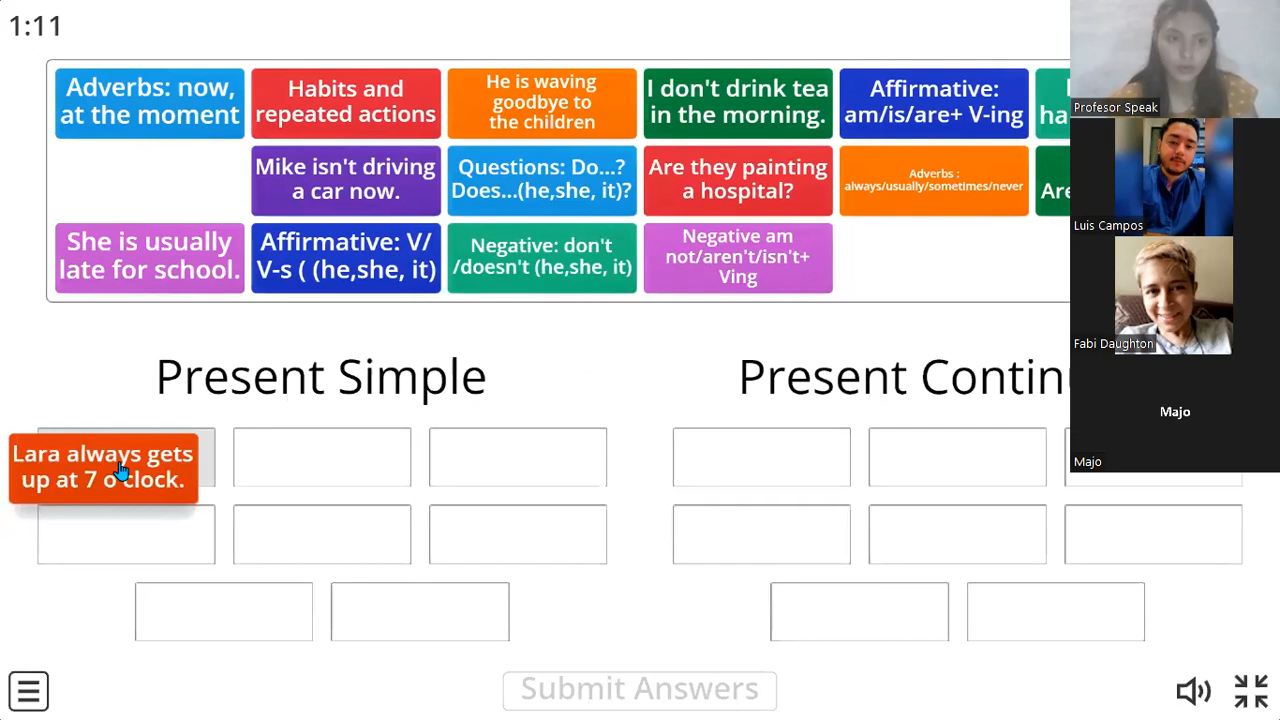 1:11
Adverbs: now,
at the moment
Habits and
repeated actions
He is waving
goodbye to
the children
I don't drink tea
in the morning.
Affirmative:
am/is/are+ V-ing
Mike isn't driving
a car now.
Questions: Do...?
Does...(he,she, it)?
Are they painting
a hospital?
Adverbs :
always/usually/sometimes/never
She is usually
late for school.
Affirmative: V/
V-s ( (he,she, it)
Negative: don't
/doesn't (he,she, it)
Negative am
not/aren't/isn't+
Ving
Present Simple
Present Contin
Lara always gets
up at 7 o clock.
Submit Answers
Profesor Speak
Luis Campos
Fabi Daughton
Majo
Majo